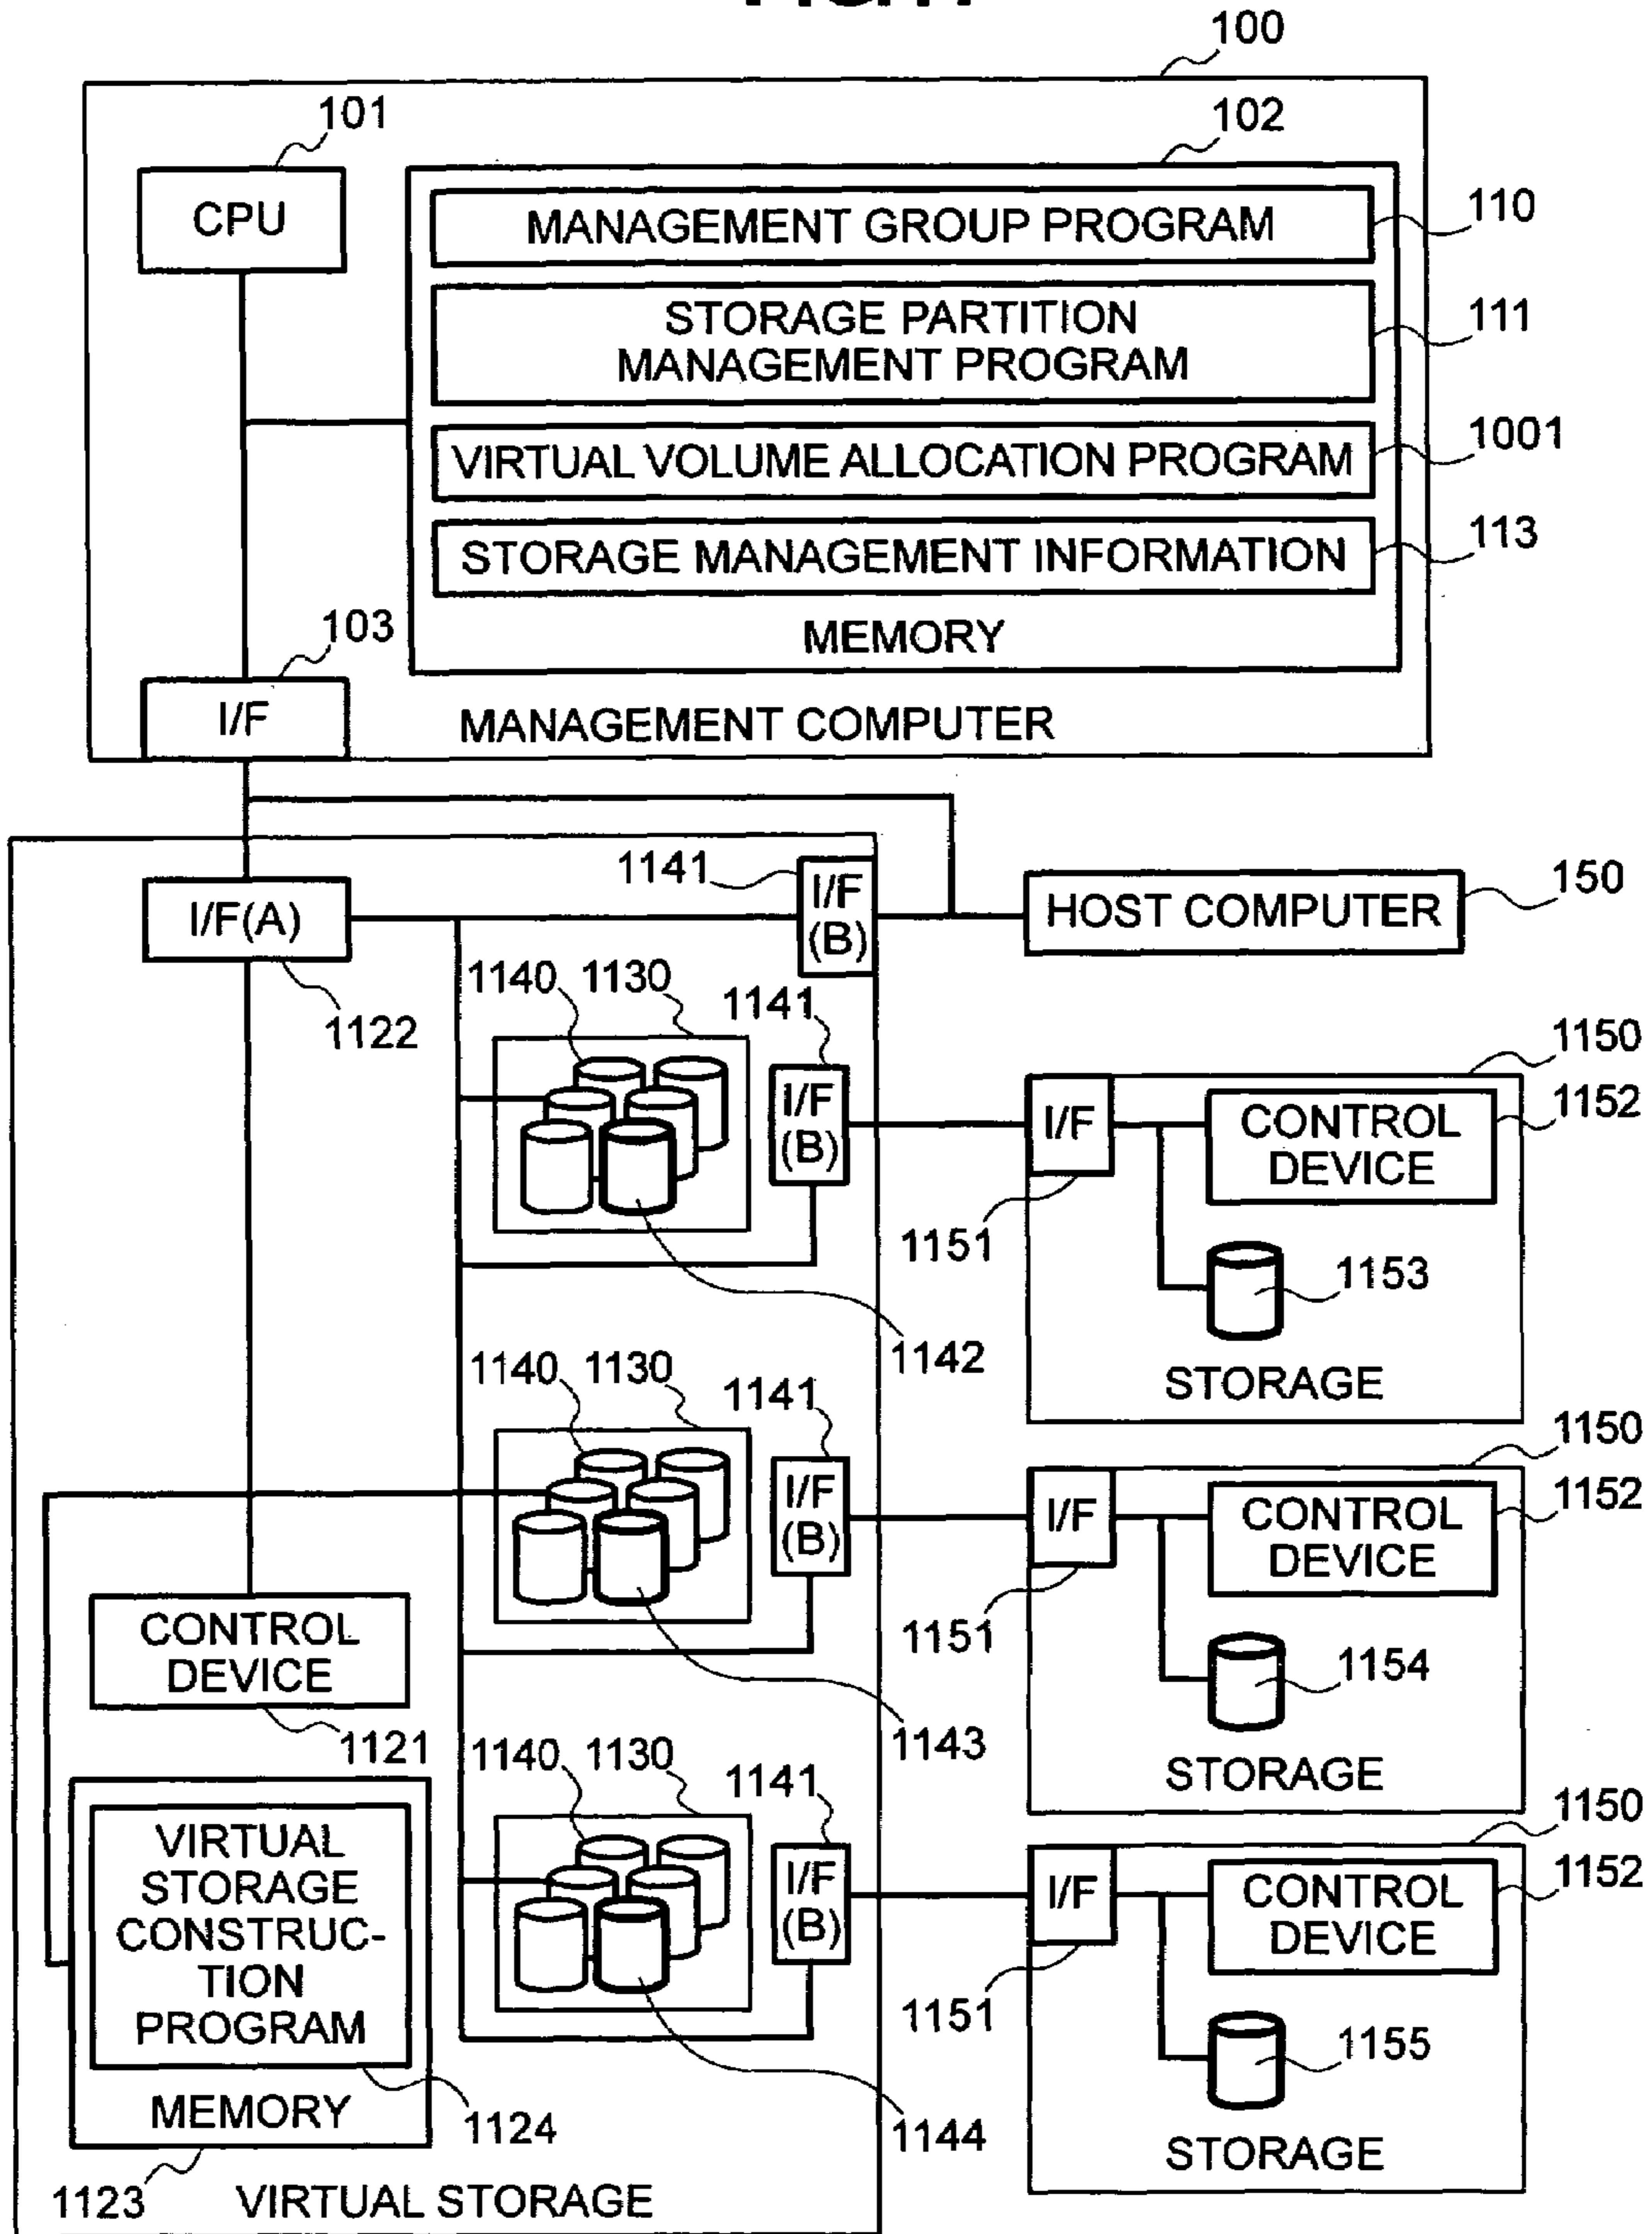 100
101
102
CPU
MANAGEMENT GROUP PROGRAM
110
STORAGE PARTITION
MANAGEMENT PROGRAM
111
VIRTUAL VOLUME ALLOCATION PROGRAM
1001
STORAGE MANAGEMENT INFORMATION
113
MEMORY
103
I/F
MANAGEMENT COMPUTER
I/F(A)
1122
1141
I/F
(B)
HOST COMPUTER
150
1140
1130
1141
I/F
(B)
1142
1150
I/F
1151
CONTROL
DEVICE
1152
1153
STORAGE
1140
1130
1141
I/F
(B)
1143
1150
I/F
1151
CONTROL
DEVICE
1152
1154
STORAGE
CONTROL
DEVICE
1121
1140
1130
1141
I/F
(B)
1144
1150
I/F
1151
CONTROL
DEVICE
1152
1155
STORAGE
VIRTUAL
STORAGE
CONSTRUC-
TION
PROGRAM
1124
MEMORY
1123
VIRTUAL STORAGE